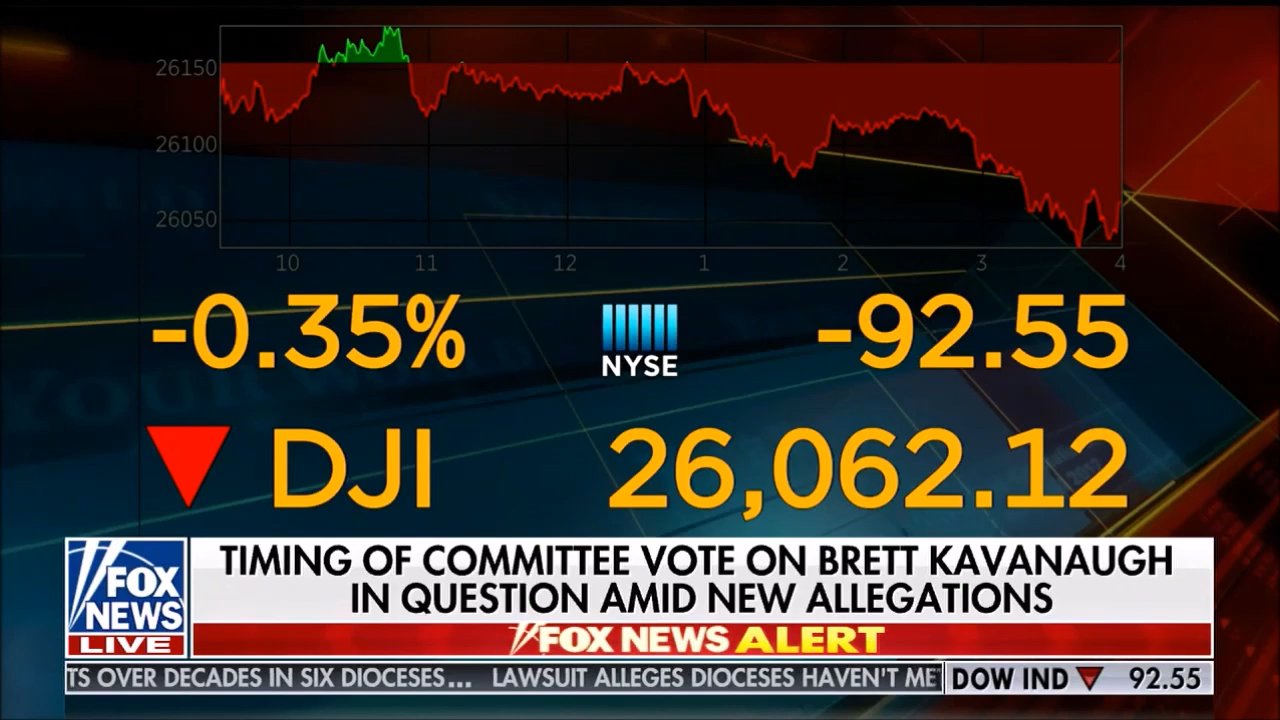 26150
26100
26050
10 11 12 1 2 3 4
-0.35% NYSE -92.55
DJI 26,062.12
FOX NEWS LIVE
TIMING OF COMMITTEE VOTE ON BRETT KAVANAUGH
IN QUESTION AMID NEW ALLEGATIONS
FOX NEWS ALERT
TS OVER DECADES IN SIX DIOCESES... LAWSUIT ALLEGES DIOCESES HAVEN'T ME DOW IND 92.55